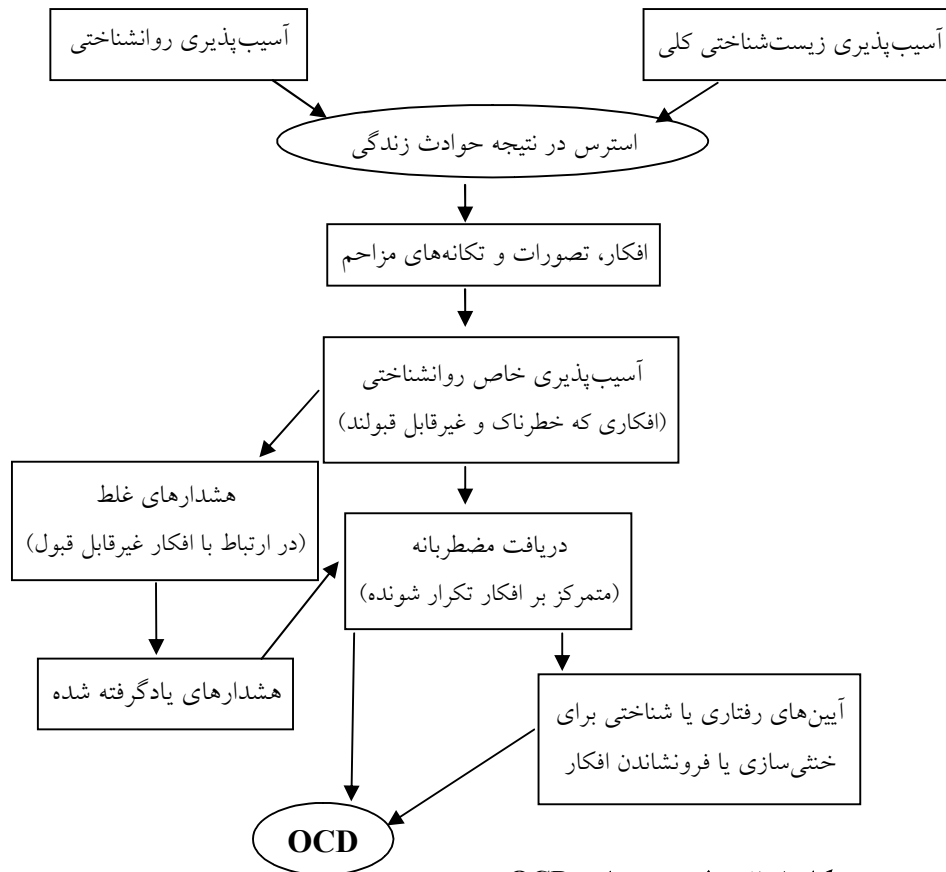 آسیب‌پذیری زیست‌شناختی کلی
آسیب‌پذیری روانشناختی
استرس در نتیجه حوادث زندگی
افکار، تصورات و تکانه‌های مزاحم
آسیب‌پذیری خاص روانشناختی
(افکاری که خطرناک و غیرقابل قبولند)
هشدارهای غلط
(در ارتباط با افکار غیرقابل قبول)
دریافت مضطربانه
(متمرکز بر افکار تکرار شونده)
هشدارهای یادگرفته شده
آیین‌های رفتاری یا شناختی برای
خنثی‌سازی یا فرونشاندن افکار
OCD
OCD